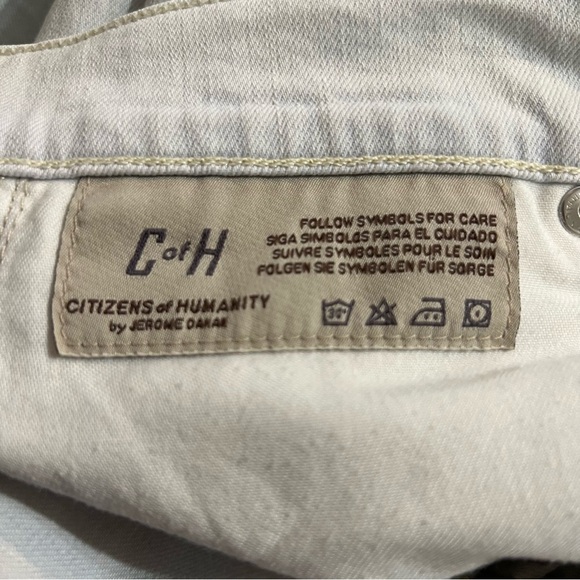 C of H
CITIZENS of HUMANITY
by JEROME DAHAN
FOLLOW SYMBOLS FOR CARE
SIGA SIMBOLOS PARA EL CUIDADO
SUIVRE SYMBOLES POUR LE SOIN
FOLGEN SIE SYMBOLEN FUR SORGE
30°